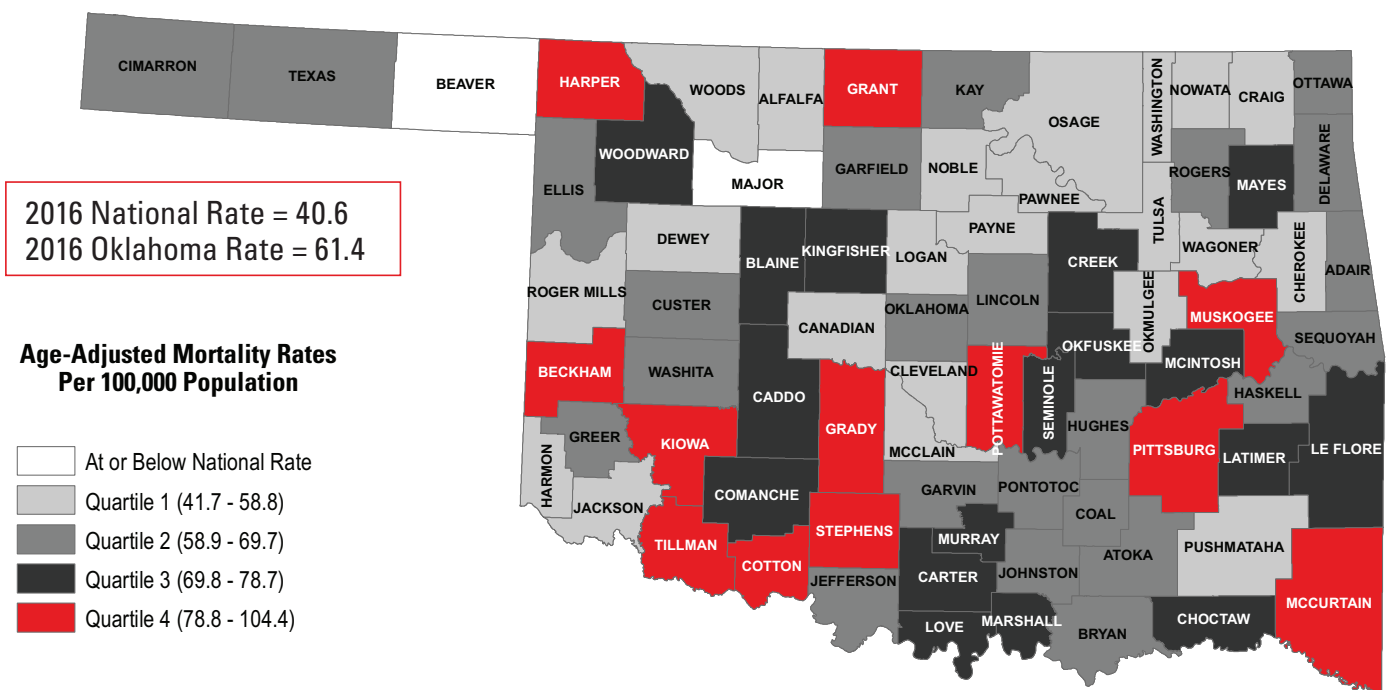 CIMARRON
TEXAS
BEAVER
HARPER
WOODS
ALFALFA
GRANT
KAY
OSAGE
WASHINGTON
NOWATA
CRAIG
OTTAWA
WOODWARD
ELLIS
MAJOR
GARFIELD
NOBLE
PAWNEE
TULSA
ROGERS
MAYES
DELAWARE
2016 National Rate = 40.6
2016 Oklahoma Rate = 61.4
DEWEY
BLAINE
KINGFISHER
LOGAN
PAYNE
CREEK
WAGONER
CHEROKEE
ADAIR
ROGER MILLS
CUSTER
CANADIAN
OKLAHOMA
LINCOLN
OKMULGEE
MUSKOGEE
SEQUOYAH
Age-Adjusted Mortality Rates
Per 100,000 Population
BECKHAM
WASHITA
CADDO
GRADY
CLEVELAND
POTTAWATOMIE
SEMINOLE
OKFUSKEE
MCINTOSH
HASKELL
GREER
KIOWA
MCCLAIN
HUGHES
PITTSBURG
LATIMER
LE FLORE
HARMON
JACKSON
COMANCHE
GARVIN
PONTOTOC
COAL
TILLMAN
COTTON
STEPHENS
MURRAY
ATOKA
PUSHMATAHA
JEFFERSON
CARTER
JOHNSTON
MCCURTAIN
LOVE
MARSHALL
BRYAN
CHOCTAW
At or Below National Rate
Quartile 1 (41.7 - 58.8)
Quartile 2 (58.9 - 69.7)
Quartile 3 (69.8 - 78.7)
Quartile 4 (78.8 - 104.4)